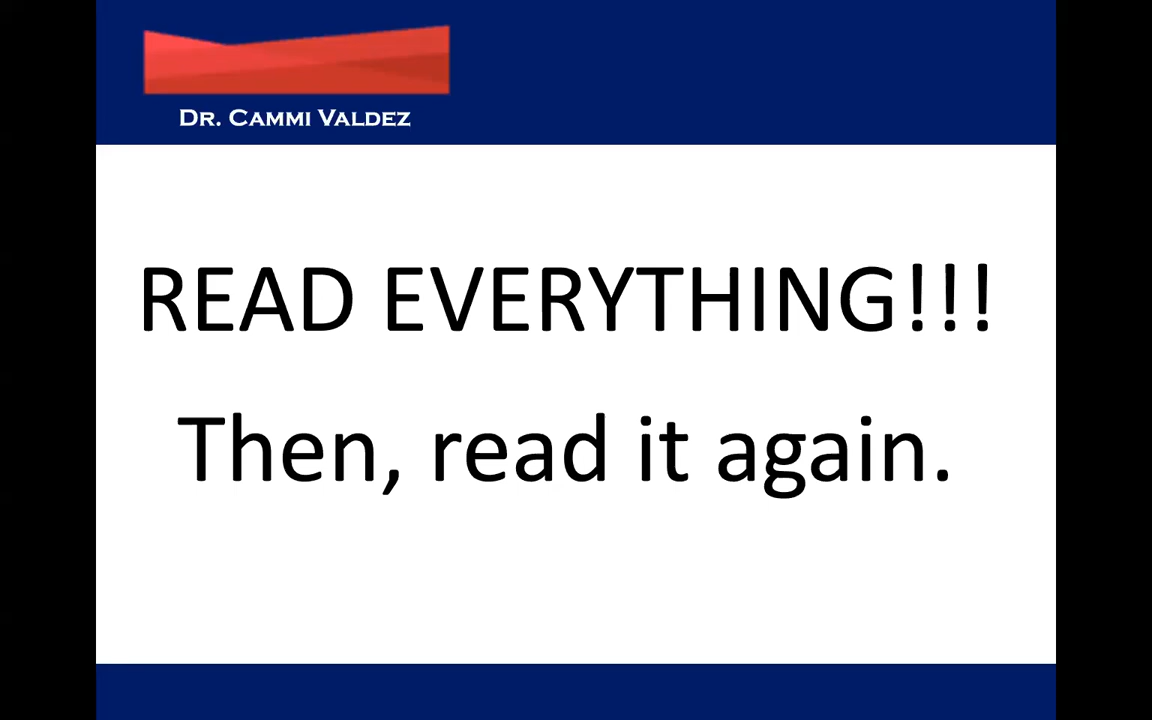 Dr. Cammi Valdez
READ EVERYTHING!!!
Then, read it again.